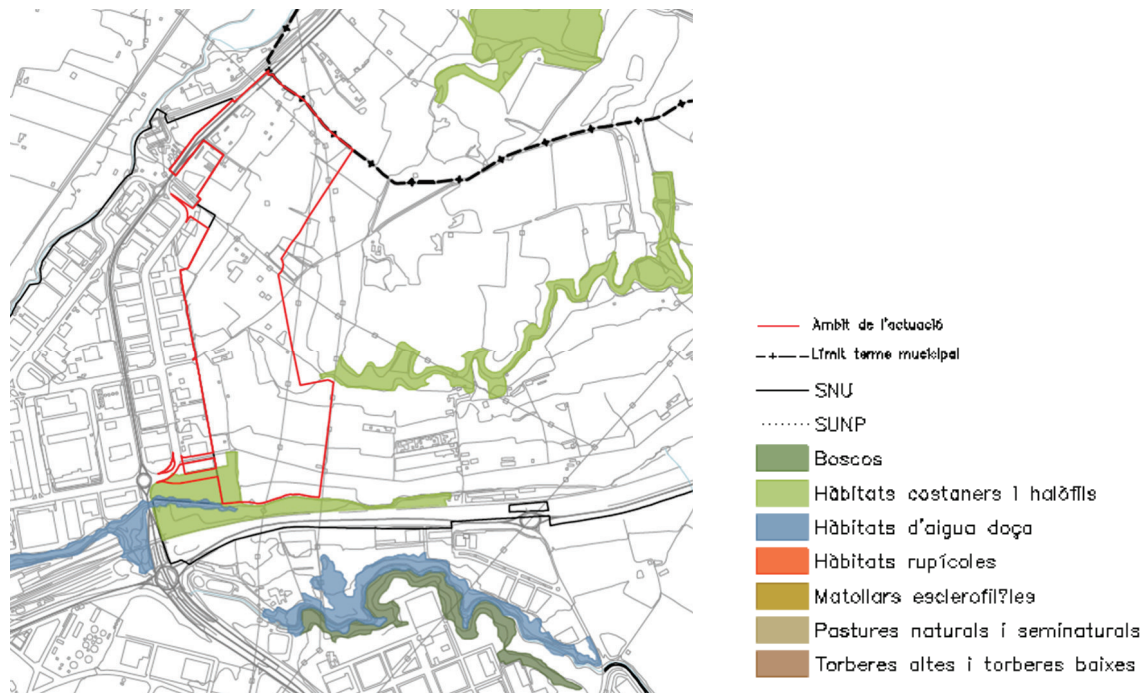 Àmbit de l'actuació
Límit terme municipal
SNU
SUNP
Boscos
Hàbitats costaners i halòfils
Hàbitats d'aigua doça
Hàbitats rupícoles
Matollars esclerofil?les
Pastures naturals i seminaturals
Torberes altes i torberes baixes